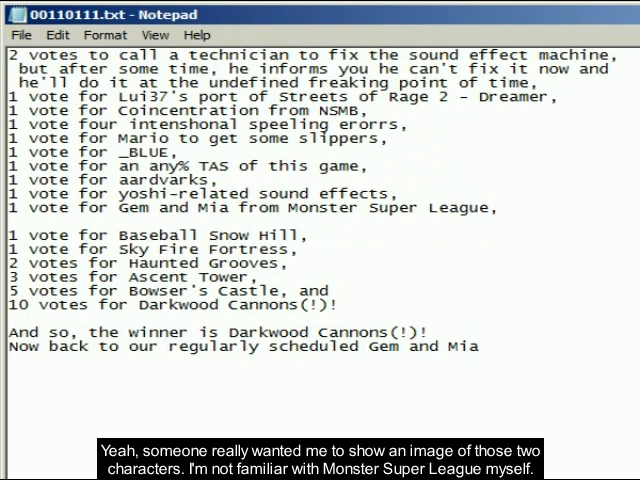 00110111.txt - Notepad
File Edit Format View Help
2 votes to call a technician to fix the sound effect machine,
but after some time, he informs you he can't fix it now and
he'll do it at the undefined freaking point of time,
1 vote for Lui37's port of Streets of Rage 2 - Dreamer,
1 vote for Coincentration from NSMB,
1 vote four intenshonal speeling erorrs,
1 vote for Mario to get some slippers,
1 vote for _BLUE,
1 vote for an any% TAS of this game,
1 vote for aardvarks,
1 vote for yoshi-related sound effects,
1 vote for Gem and Mia from Monster Super League,
1 vote for Baseball Snow Hill,
1 vote for Sky Fire Fortress,
2 votes for Haunted Grooves,
3 votes for Ascent Tower,
5 votes for Bowser's Castle, and
10 votes for Darkwood Cannons(!)!
And so, the winner is Darkwood Cannons(!)!
Now back to our regularly scheduled Gem and Mia
Yeah, someone really wanted me to show an image of those two
characters. I'm not familiar with Monster Super League myself.